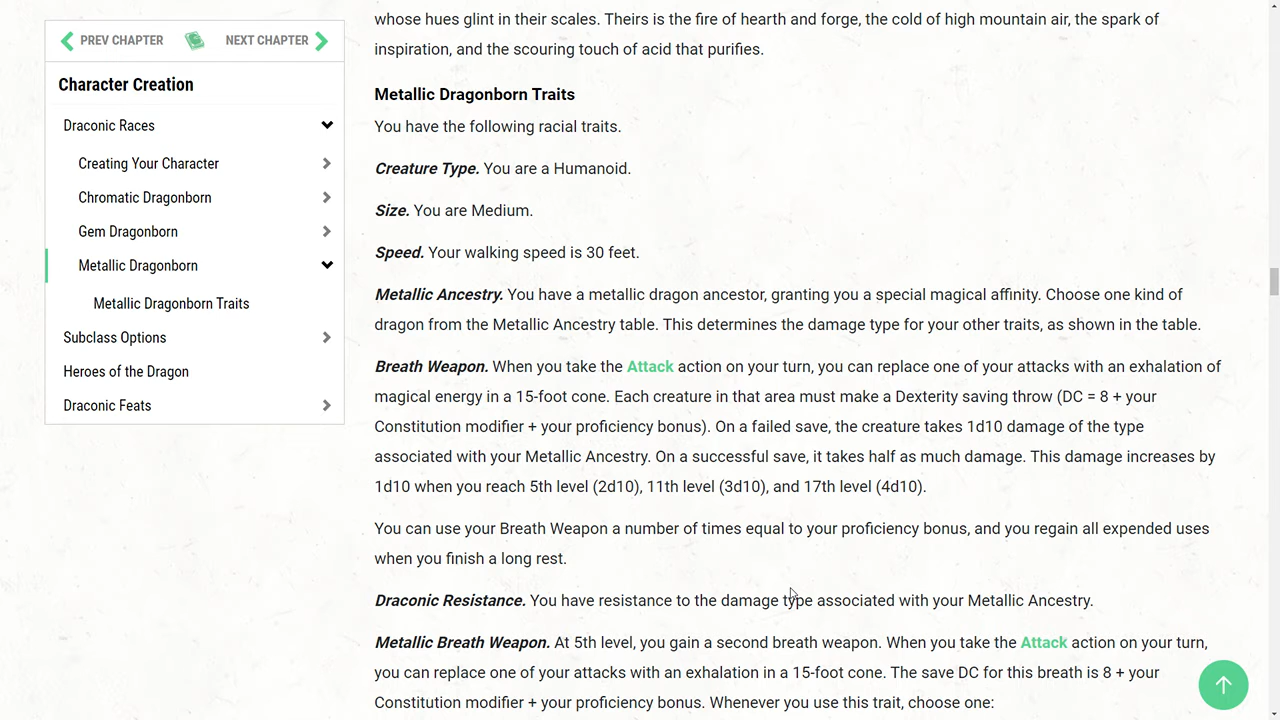 PREV CHAPTER
NEXT CHAPTER
Character Creation
Draconic Races
Creating Your Character
Chromatic Dragonborn
Gem Dragonborn
Metallic Dragonborn
Metallic Dragonborn Traits
Subclass Options
Heroes of the Dragon
Draconic Feats
whose hues glint in their scales. Theirs is the fire of hearth and forge, the cold of high mountain air, the spark of
inspiration, and the scouring touch of acid that purifies.
Metallic Dragonborn Traits
You have the following racial traits.
Creature Type. You are a Humanoid.
Size. You are Medium.
Speed. Your walking speed is 30 feet.
Metallic Ancestry. You have a metallic dragon ancestor, granting you a special magical affinity. Choose one kind of
dragon from the Metallic Ancestry table. This determines the damage type for your other traits, as shown in the table.
Breath Weapon. When you take the Attack action on your turn, you can replace one of your attacks with an exhalation of
magical energy in a 15-foot cone. Each creature in that area must make a Dexterity saving throw (DC = 8 + your
Constitution modifier + your proficiency bonus). On a failed save, the creature takes 1d10 damage of the type
associated with your Metallic Ancestry. On a successful save, it takes half as much damage. This damage increases by
1d10 when you reach 5th level (2d10), 11th level (3d10), and 17th level (4d10).
You can use your Breath Weapon a number of times equal to your proficiency bonus, and you regain all expended uses
when you finish a long rest.
Draconic Resistance. You have resistance to the damage type associated with your Metallic Ancestry.
Metallic Breath Weapon. At 5th level, you gain a second breath weapon. When you take the Attack action on your turn,
you can replace one of your attacks with an exhalation in a 15-foot cone. The save DC for this breath is 8 + your
Constitution modifier + your proficiency bonus. Whenever you use this trait, choose one: